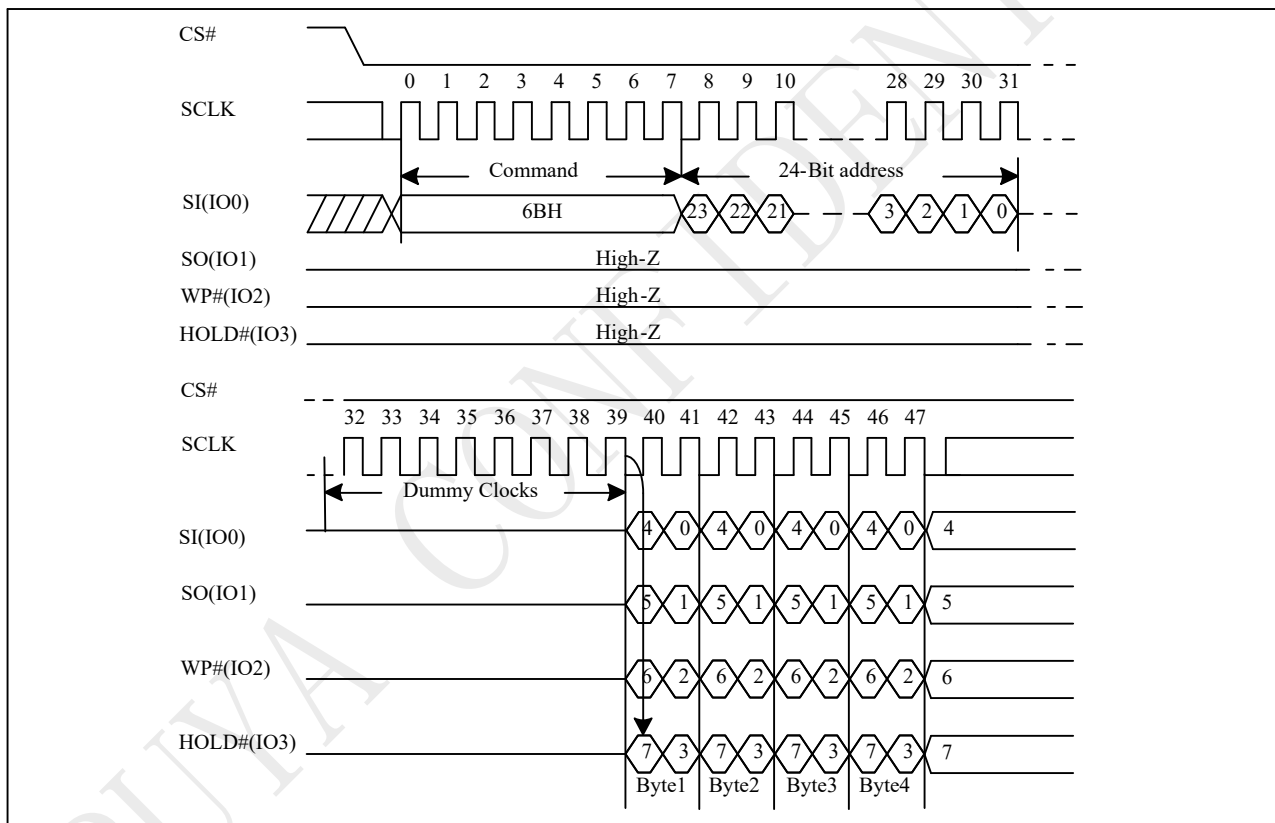 CS#
0 1 2 3 4 5 6 7 8 9 10 28 29 30 31
SCLK
Command 24-Bit address
SI(IO0) 6BH 23 22 21 3 2 1 0
SO(IO1) High-Z
WP#(IO2) High-Z
HOLD#(IO3) High-Z
CS#
32 33 34 35 36 37 38 39 40 41 42 43 44 45 46 47
SCLK
Dummy Clocks
SI(IO0) 4 0 4 0 4 0 4 0 4
SO(IO1) 5 1 5 1 5 1 5 1 5
WP#(IO2) 6 2 6 2 6 2 6 2 6
HOLD#(IO3) 7 3 7 3 7 3 7 3 7
Byte1 Byte2 Byte3 Byte4
PUYA CONFIDENT